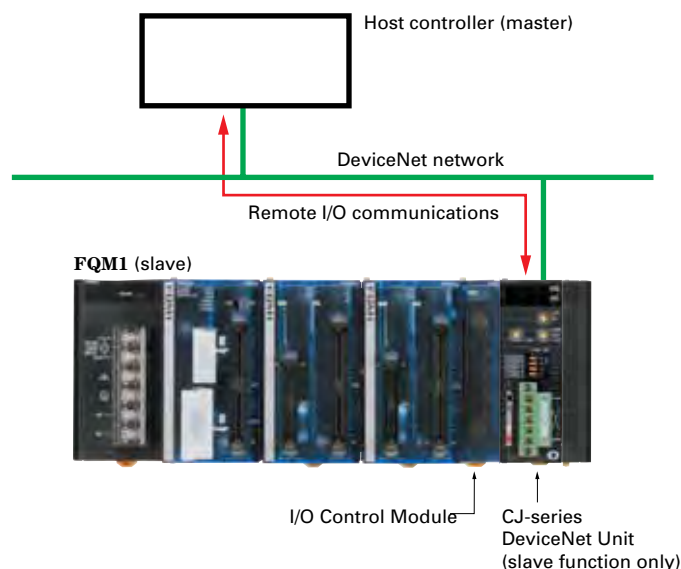 Host controller (master)
DeviceNet network
Remote I/O communications
FQM1 (slave)
I/O Control Module
CJ-series
DeviceNet Unit
(slave function only)